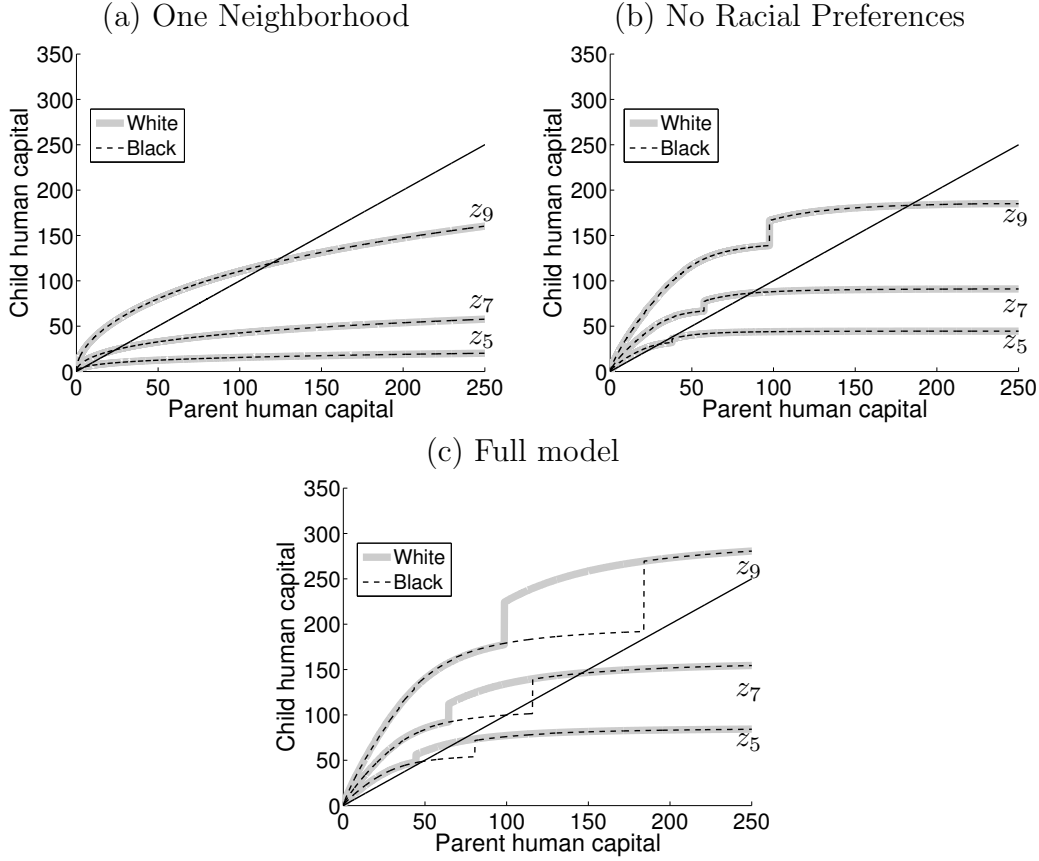 (a) One Neighborhood
350
300
250
200
150
100
50
0
Child human capital
White
Black
z9
z7
z5
0 50 100 150 200 250
Parent human capital
(b) No Racial Preferences
350
300
250
200
150
100
50
0
Child human capital
White
Black
z9
z7
z5
0 50 100 150 200 250
Parent human capital
(c) Full model
350
300
250
200
150
100
50
0
Child human capital
White
Black
z9
z7
z5
0 50 100 150 200 250
Parent human capital